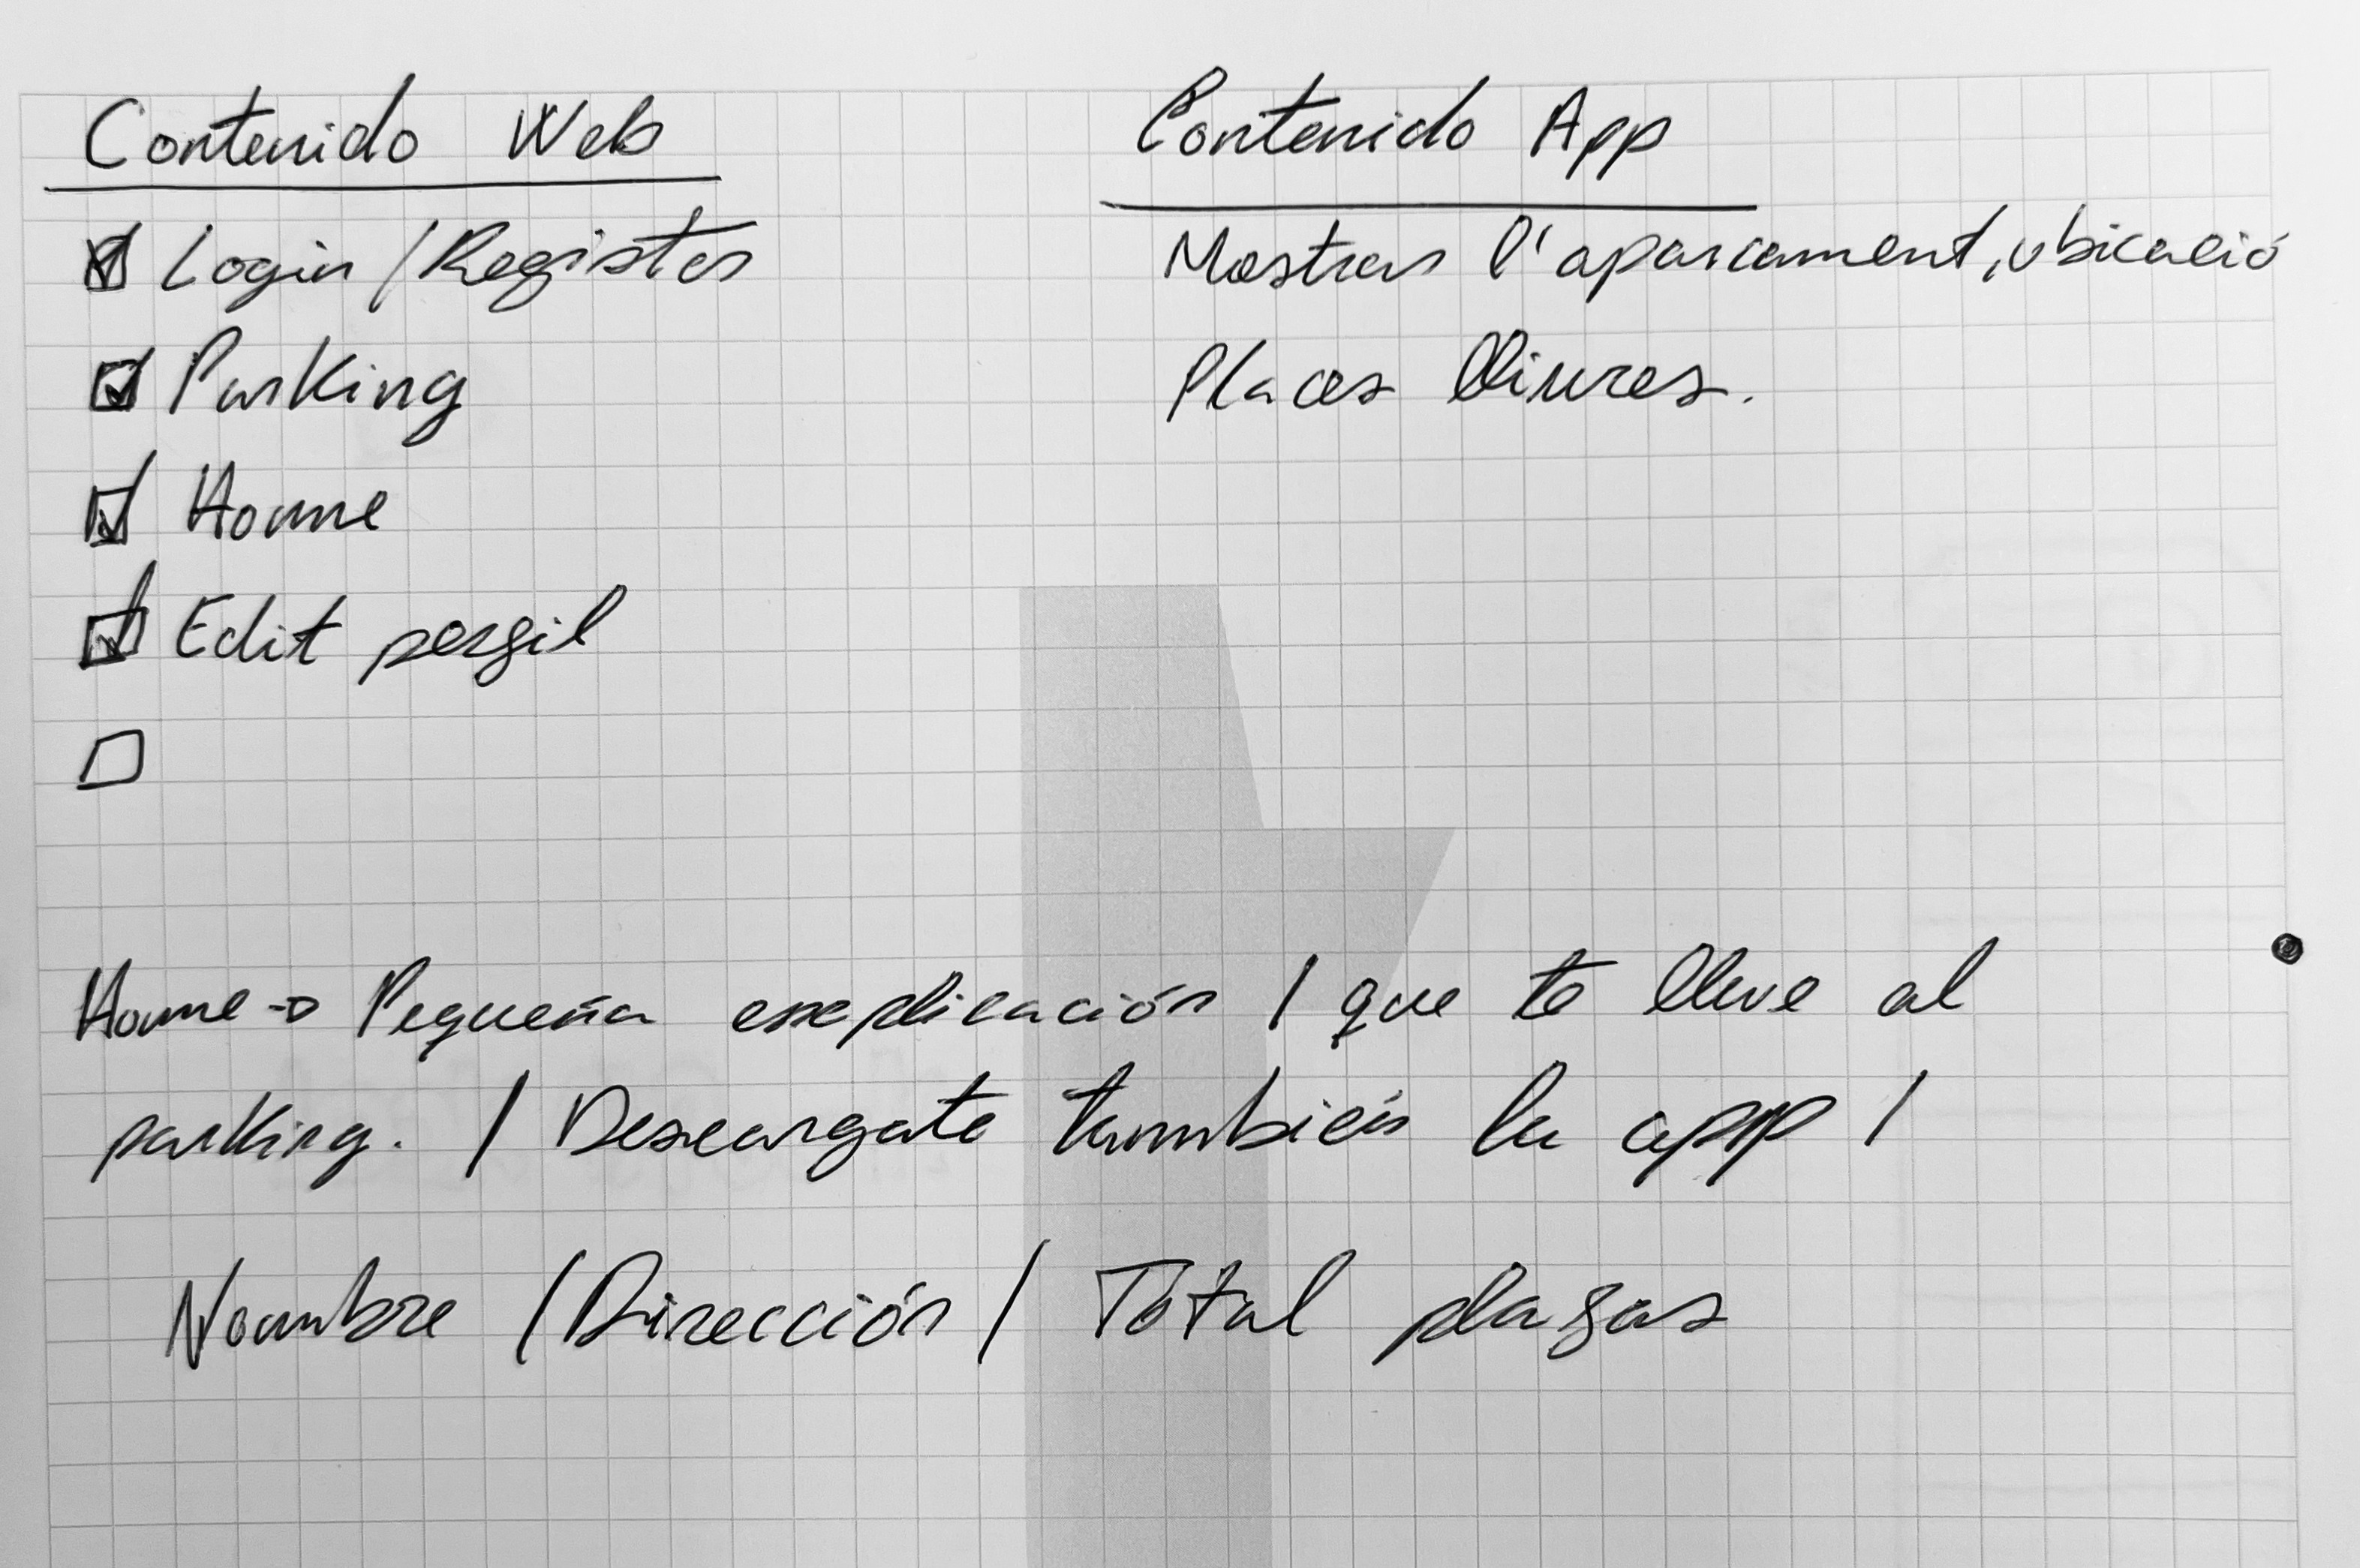 Contenido Web
☑ Login / Register
☑ Parking
☑ Home
☑ Edit perfil
☐
Contenido App
Mostrar l'aparcament, ubicació
Places lliures.
Home → Pequeña explicación / que te lleve al
parking. / Descargate también la app /
Nombre / Dirección / Total plazas